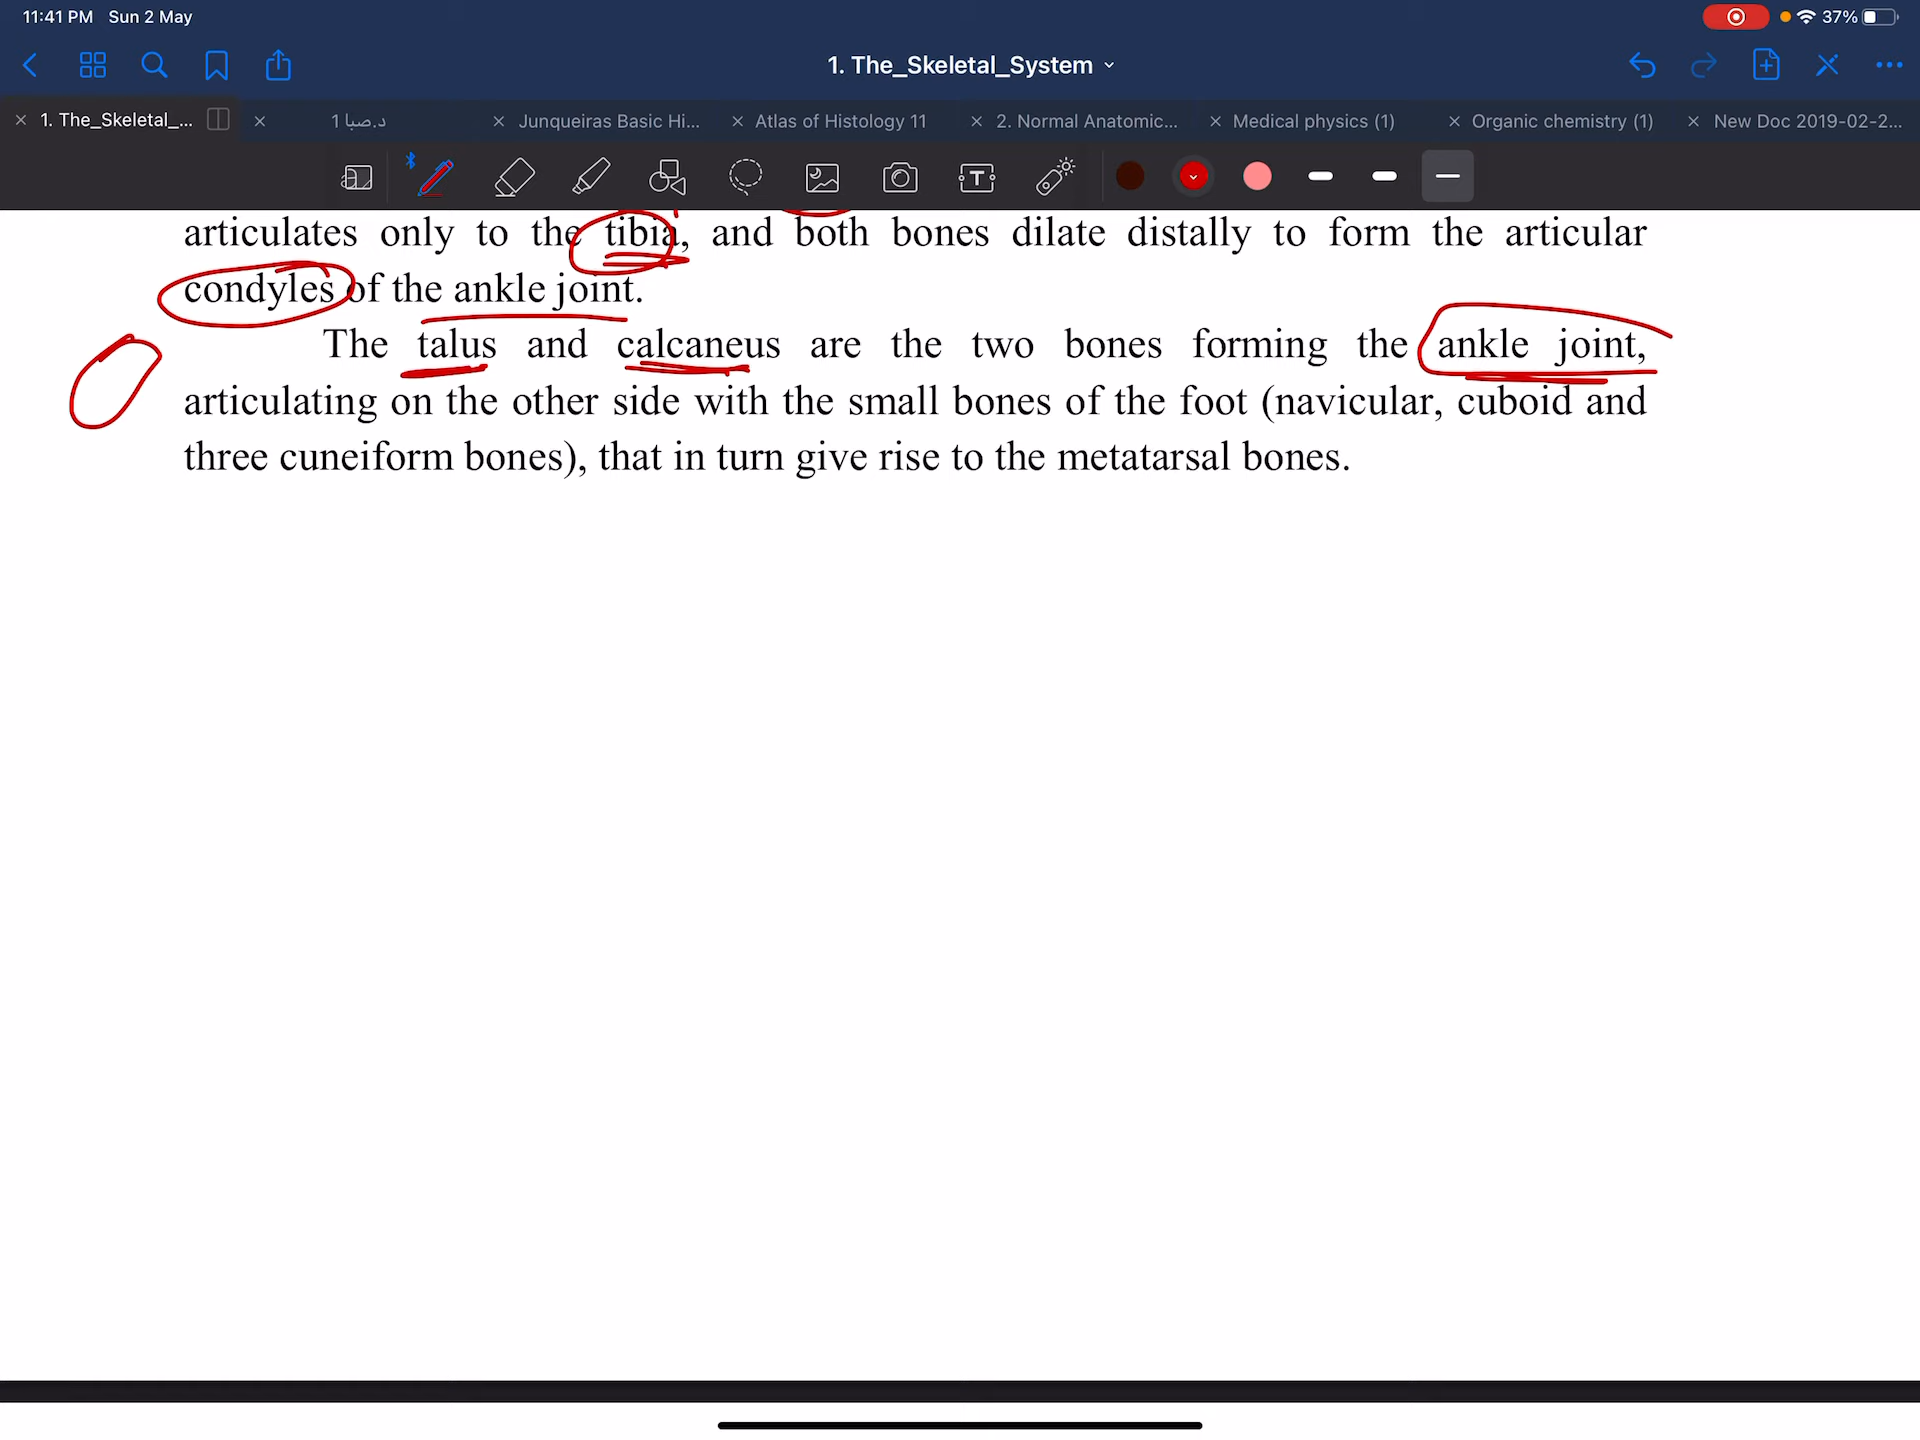 11:41 PM Sun 2 May
37%
1. The_Skeletal_System
1. The_Skeletal_...
د.صبا 1
Junqueiras Basic Hi...
Atlas of Histology 11
2. Normal Anatomic...
Medical physics (1)
Organic chemistry (1)
New Doc 2019-02-2...
articulates only to the tibia, and both bones dilate distally to form the articular
condyles of the ankle joint.
The talus and calcaneus are the two bones forming the ankle joint,
articulating on the other side with the small bones of the foot (navicular, cuboid and
three cuneiform bones), that in turn give rise to the metatarsal bones.